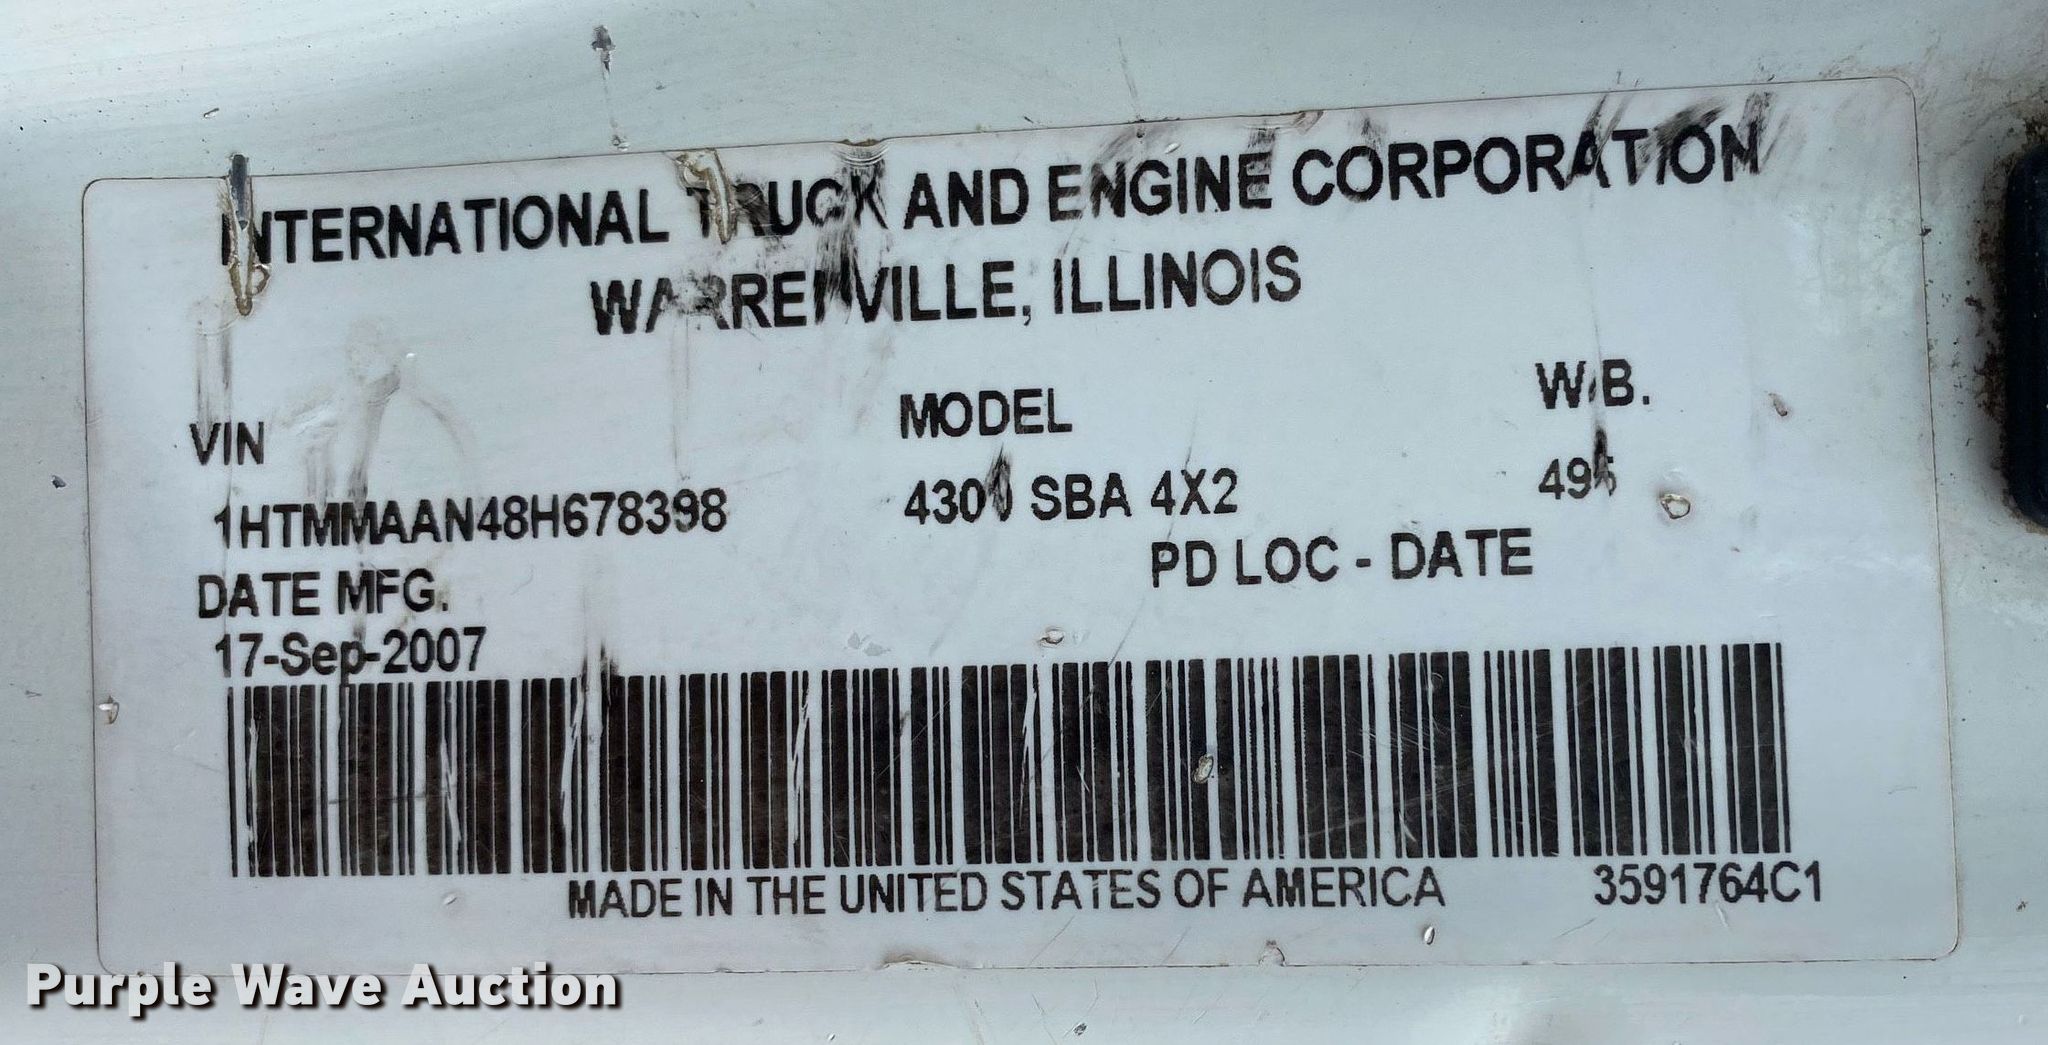 INTERNATIONAL TRUCK AND ENGINE CORPORATION
WARRENVILLE, ILLINOIS
VIN MODEL W.B.
1HTMMAAN48H678398 4300 SBA 4X2 495
DATE MFG. PD LOC - DATE
17-Sep-2007
MADE IN THE UNITED STATES OF AMERICA 3591764C1
Purple Wave Auction